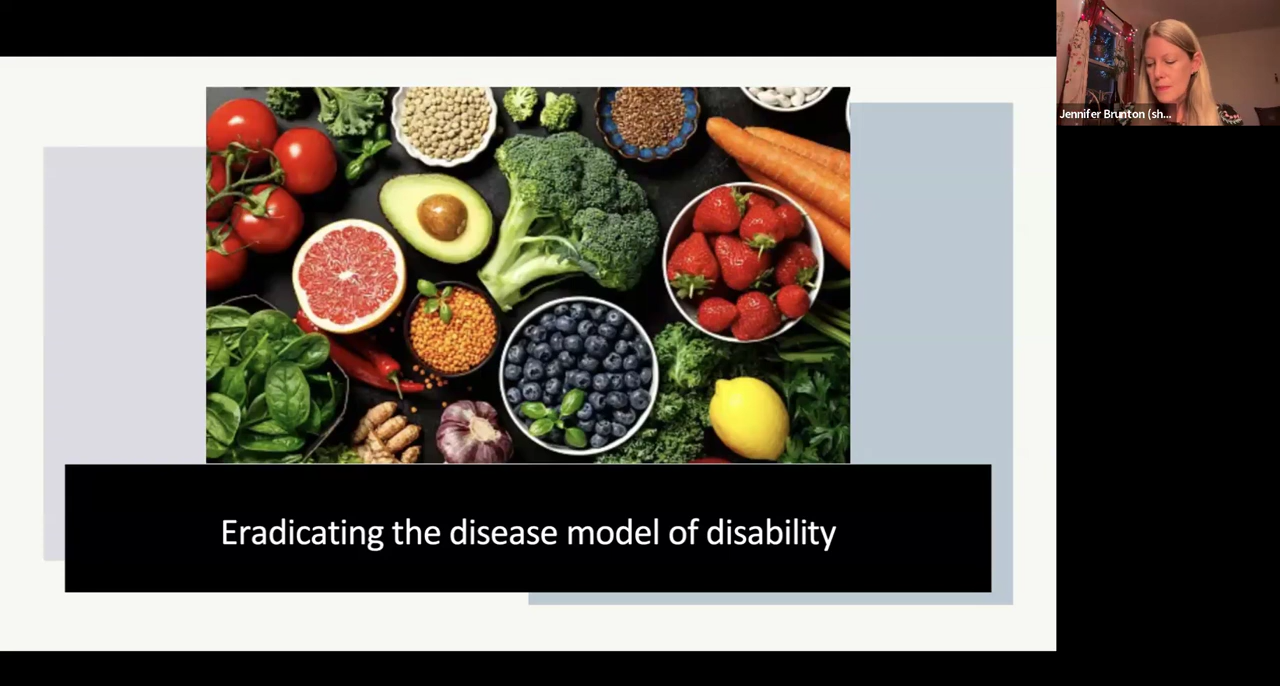 Jennifer Brunton (sh...
Eradicating the disease model of disability